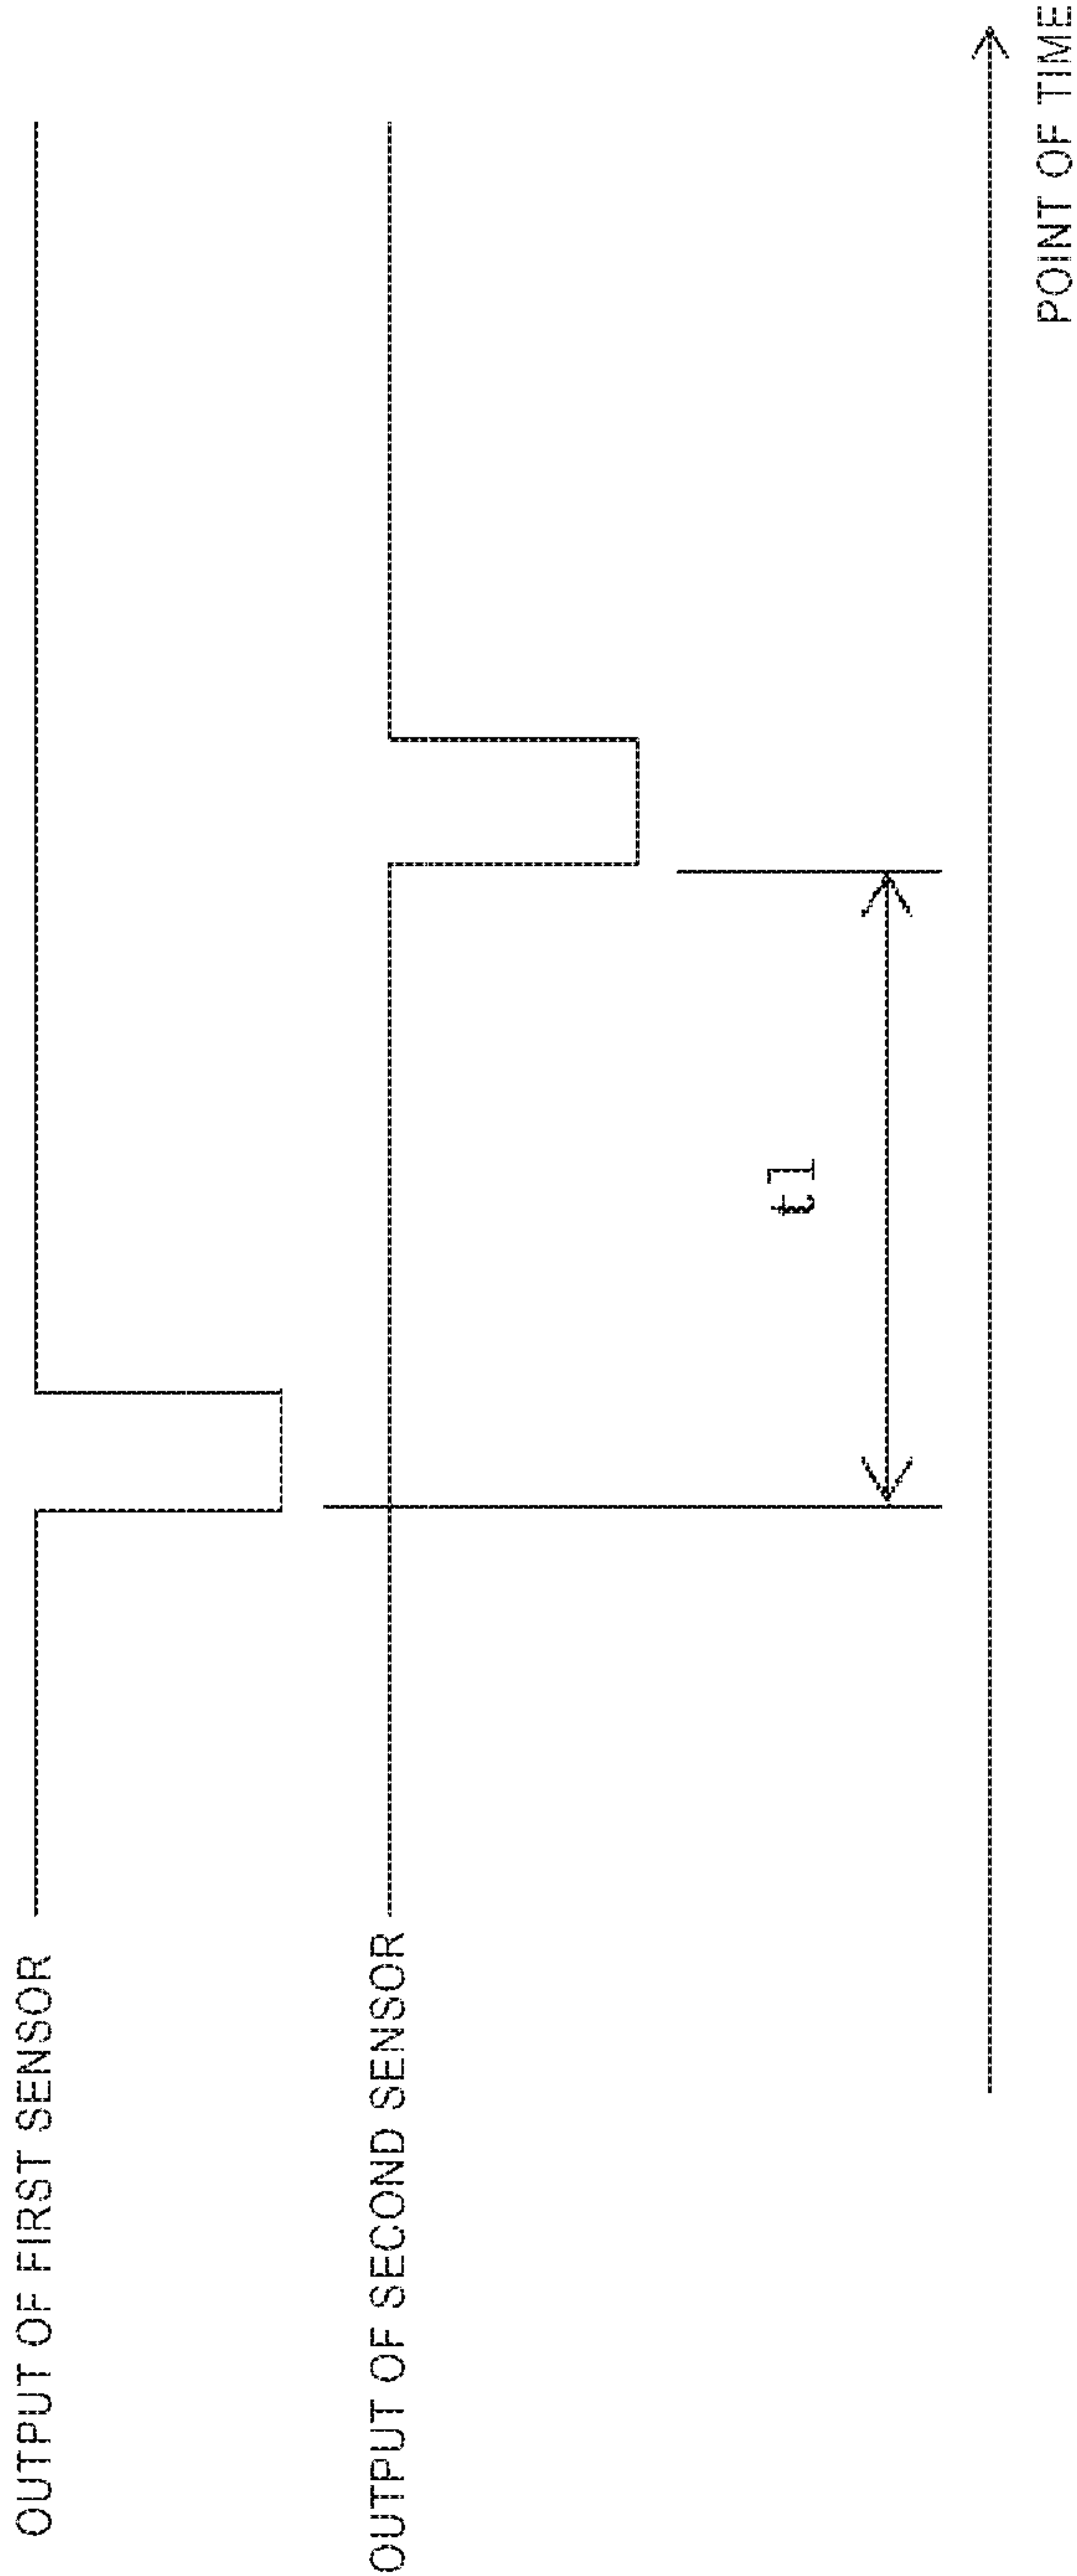 OUTPUT OF FIRST SENSOR
OUTPUT OF SECOND SENSOR
t1
POINT OF TIME